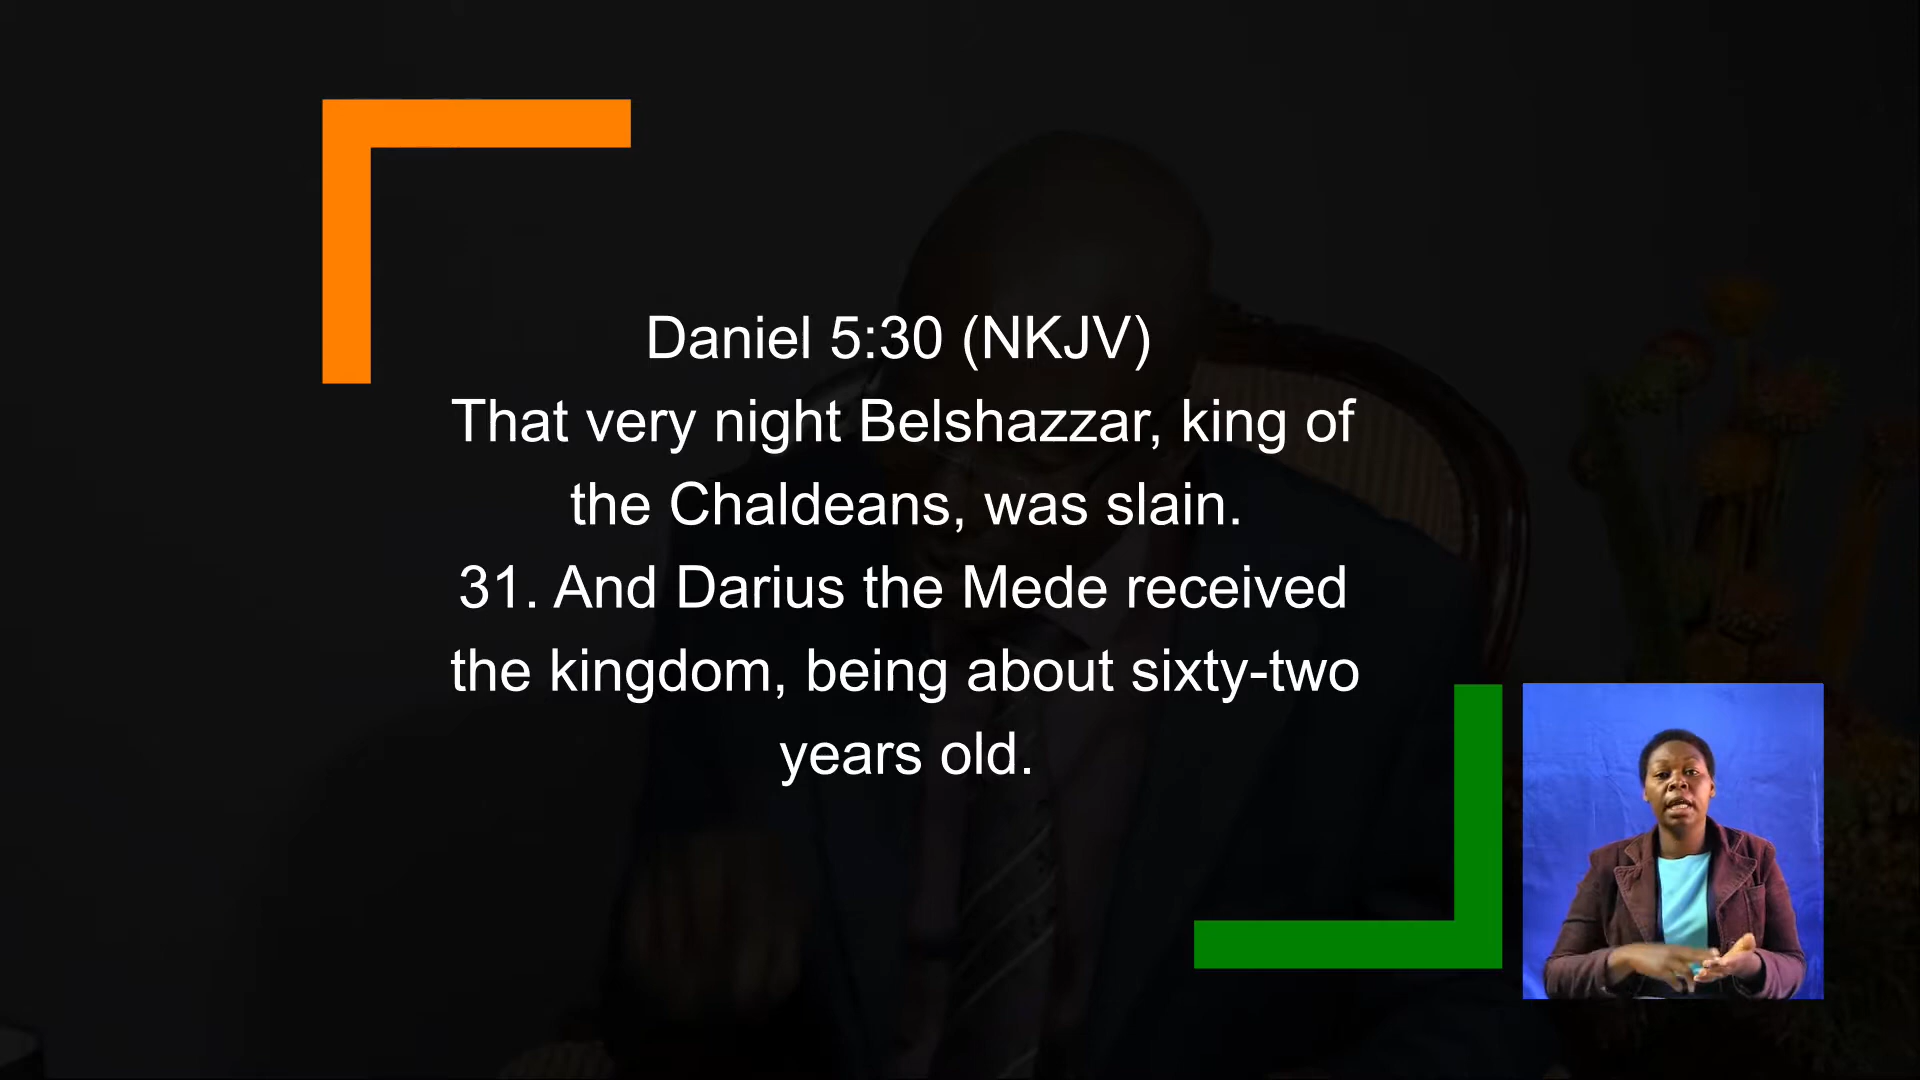 Daniel 5:30 (NKJV)
That very night Belshazzar, king of
the Chaldeans, was slain.
31. And Darius the Mede received
the kingdom, being about sixty-two
years old.